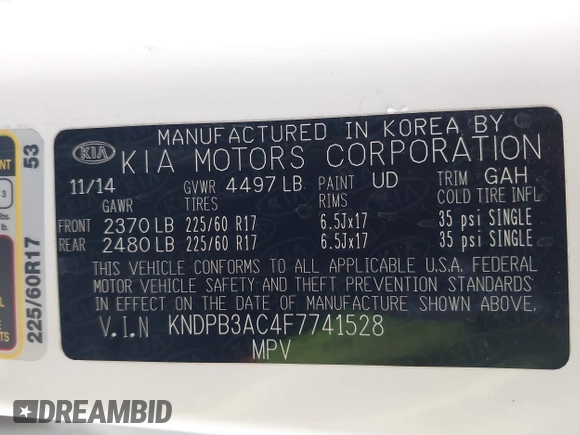 MANUFACTURED IN KOREA BY
KIA KIA MOTORS CORPORATION
11/14 GVWR 4497 LB PAINT UD TRIM GAH
GAWR TIRES RIMS COLD TIRE INFL
FRONT 2370 LB 225/60 R17 6.5Jx17 35 psi SINGLE
REAR 2480 LB 225/60 R17 6.5Jx17 35 psi SINGLE
THIS VEHICLE CONFORMS TO ALL APPLICABLE U.S.A. FEDERAL
MOTOR VEHICLE SAFETY AND THEFT PREVENTION STANDARDS
IN EFFECT ON THE DATE OF MANUFACTURE SHOWN ABOVE.
V.I.N KNDPB3AC4F7741528
MPV
225/60R17 53
3
lb.
DREAMBID